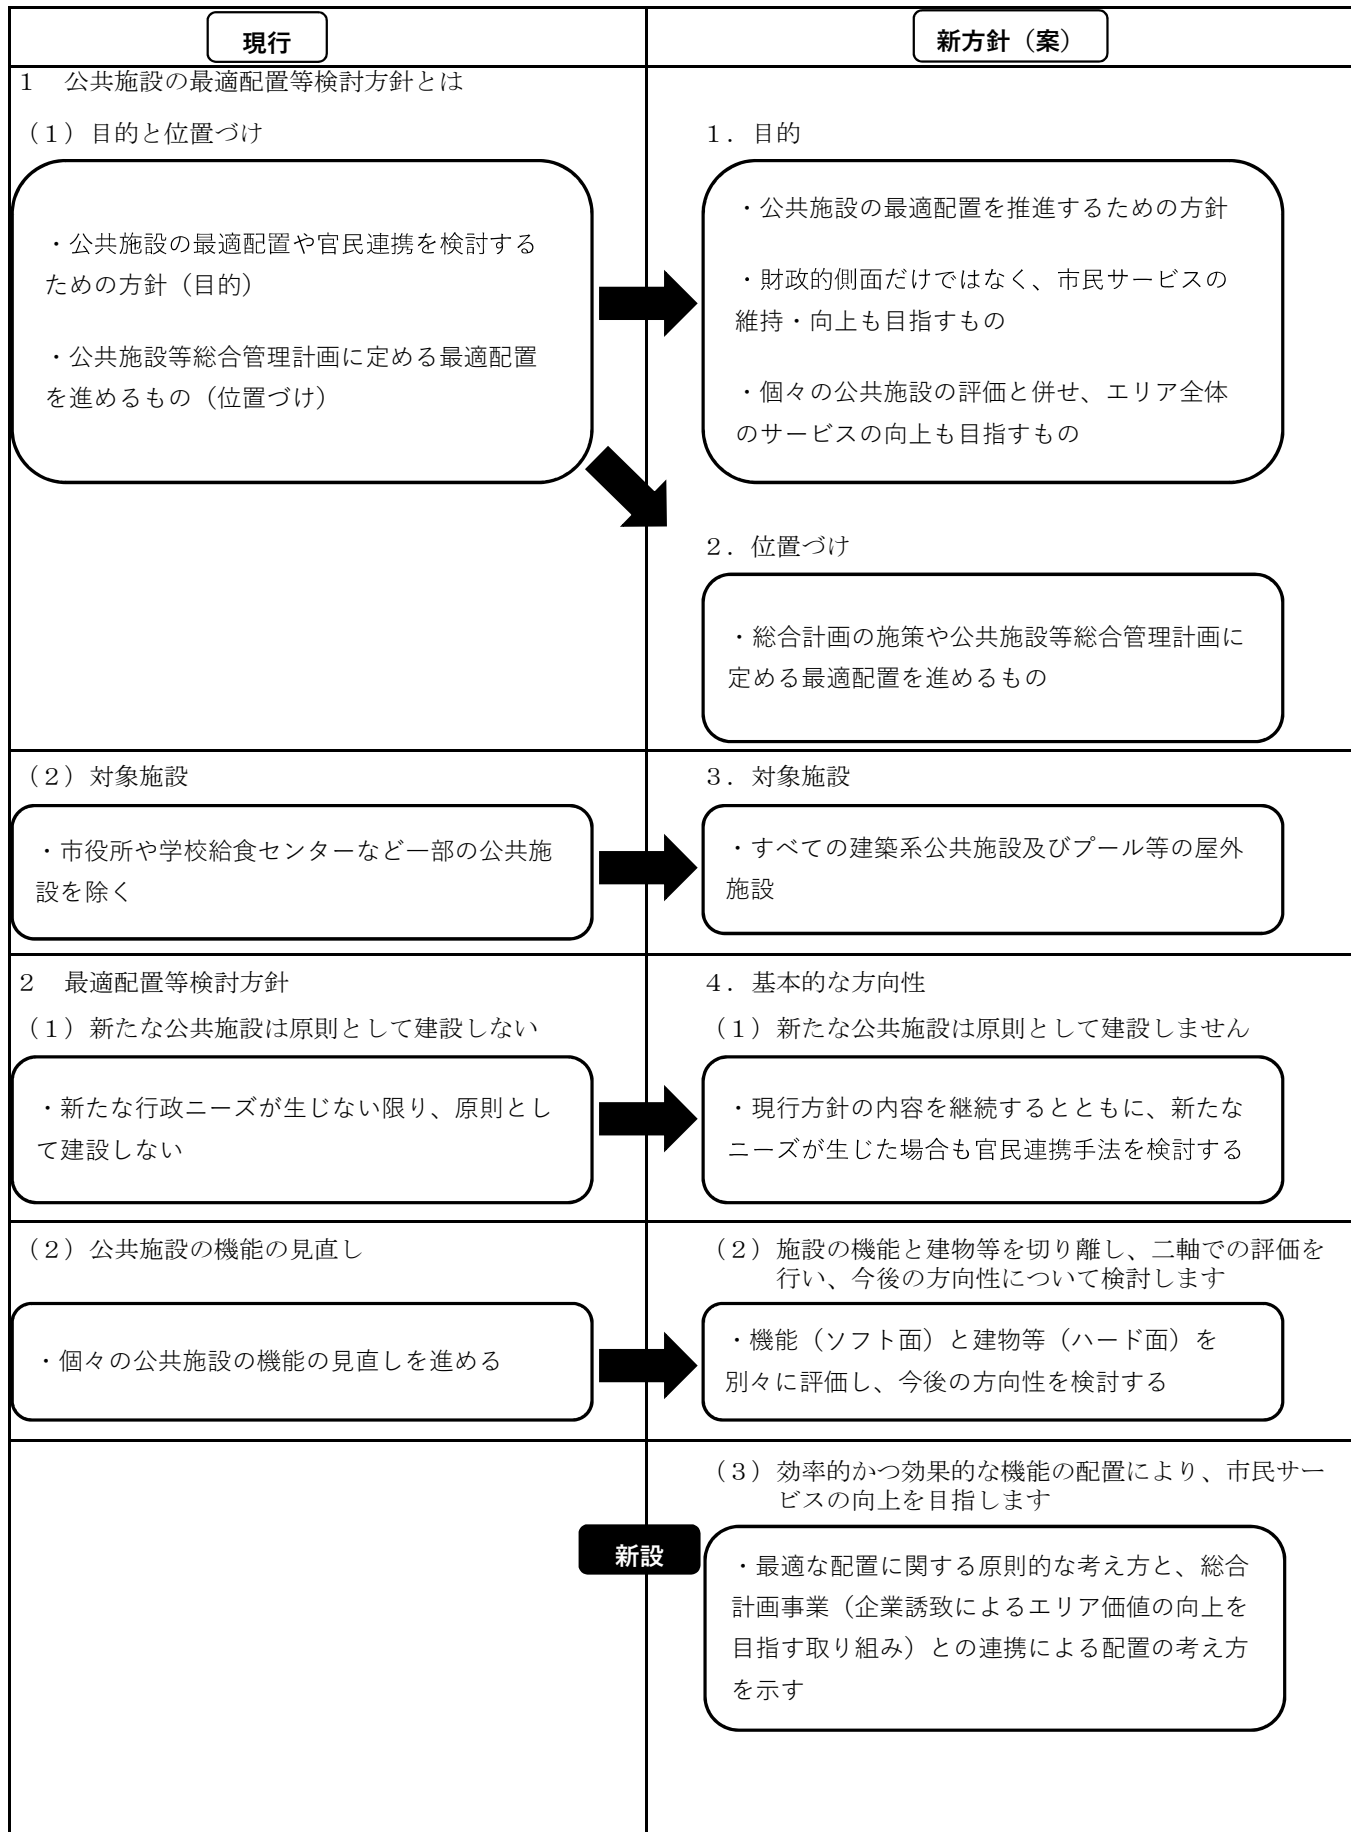 現行
新方針（案）
１　公共施設の最適配置等検討方針とは
（１）目的と位置づけ
・公共施設の最適配置や官民連携を検討する
ための方針（目的）
・公共施設等総合管理計画に定める最適配置
を進めるもの（位置づけ）
１．目的
・公共施設の最適配置を推進するための方針
・財政的側面だけではなく、市民サービスの
維持・向上も目指すもの
・個々の公共施設の評価と併せ、エリア全体
のサービスの向上も目指すもの
２．位置づけ
・総合計画の施策や公共施設等総合管理計画に
定める最適配置を進めるもの
（２）対象施設
・市役所や学校給食センターなど一部の公共施
設を除く
３．対象施設
・すべての建築系公共施設及びプール等の屋外
施設
２　最適配置等検討方針
（１）新たな公共施設は原則として建設しない
・新たな行政ニーズが生じない限り、原則とし
て建設しない
４．基本的な方向性
（１）新たな公共施設は原則として建設しません
・現行方針の内容を継続するとともに、新たな
ニーズが生じた場合も官民連携手法を検討する
（２）公共施設の機能の見直し
・個々の公共施設の機能の見直しを進める
（２）施設の機能と建物等を切り離し、二軸での評価を
行い、今後の方向性について検討します
・機能（ソフト面）と建物等（ハード面）を
別々に評価し、今後の方向性を検討する
（３）効率的かつ効果的な機能の配置により、市民サー
ビスの向上を目指します
新設
・最適な配置に関する原則的な考え方と、総合
計画事業（企業誘致によるエリア価値の向上を
目指す取り組み）との連携による配置の考え方
を示す